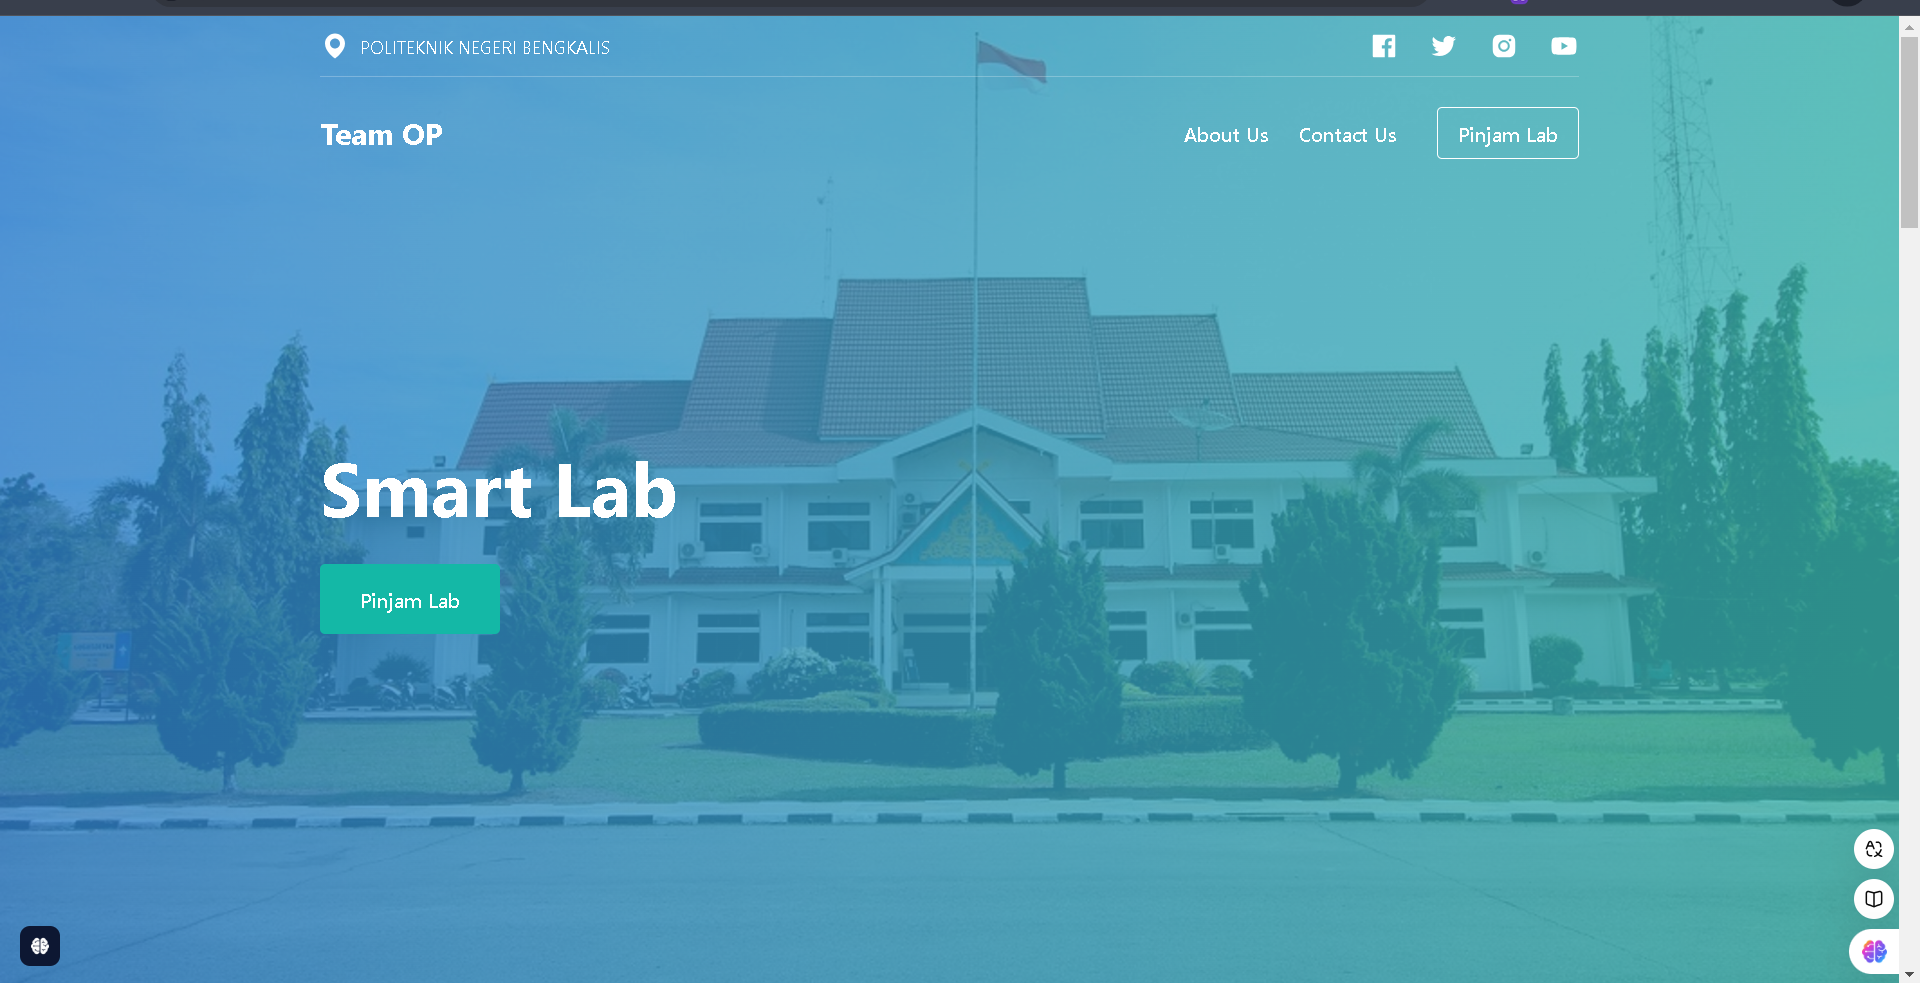 POLITEKNIK NEGERI BENGKALIS
Team OP
About Us
Contact Us
Pinjam Lab
Smart Lab
Pinjam Lab